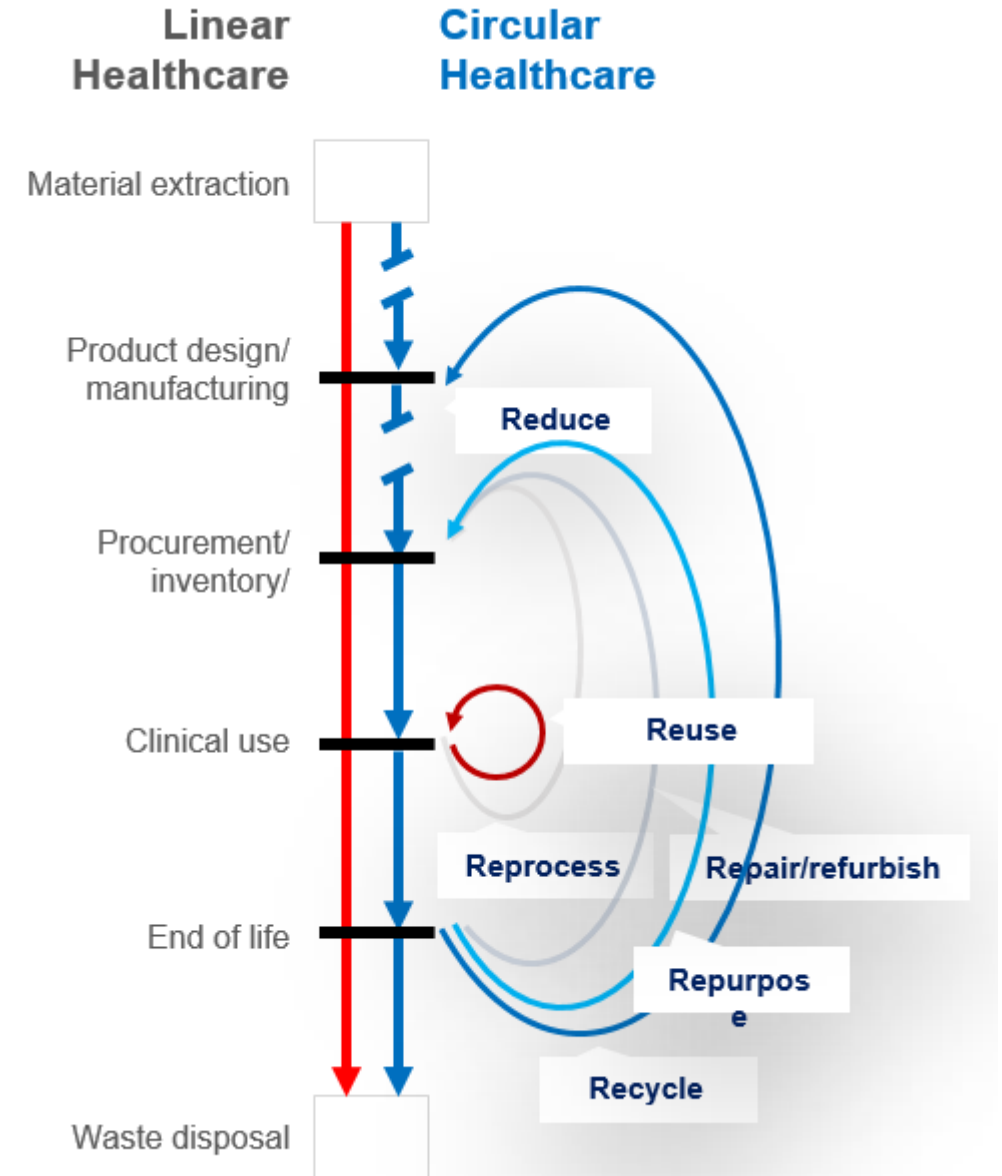 Linear
Healthcare
Circular
Healthcare
Material extraction
Product design/
manufacturing
Reduce
Procurement/
inventory/
Clinical use
Reuse
Reprocess
Repair/refurbish
End of life
Repurpos
e
Recycle
Waste disposal